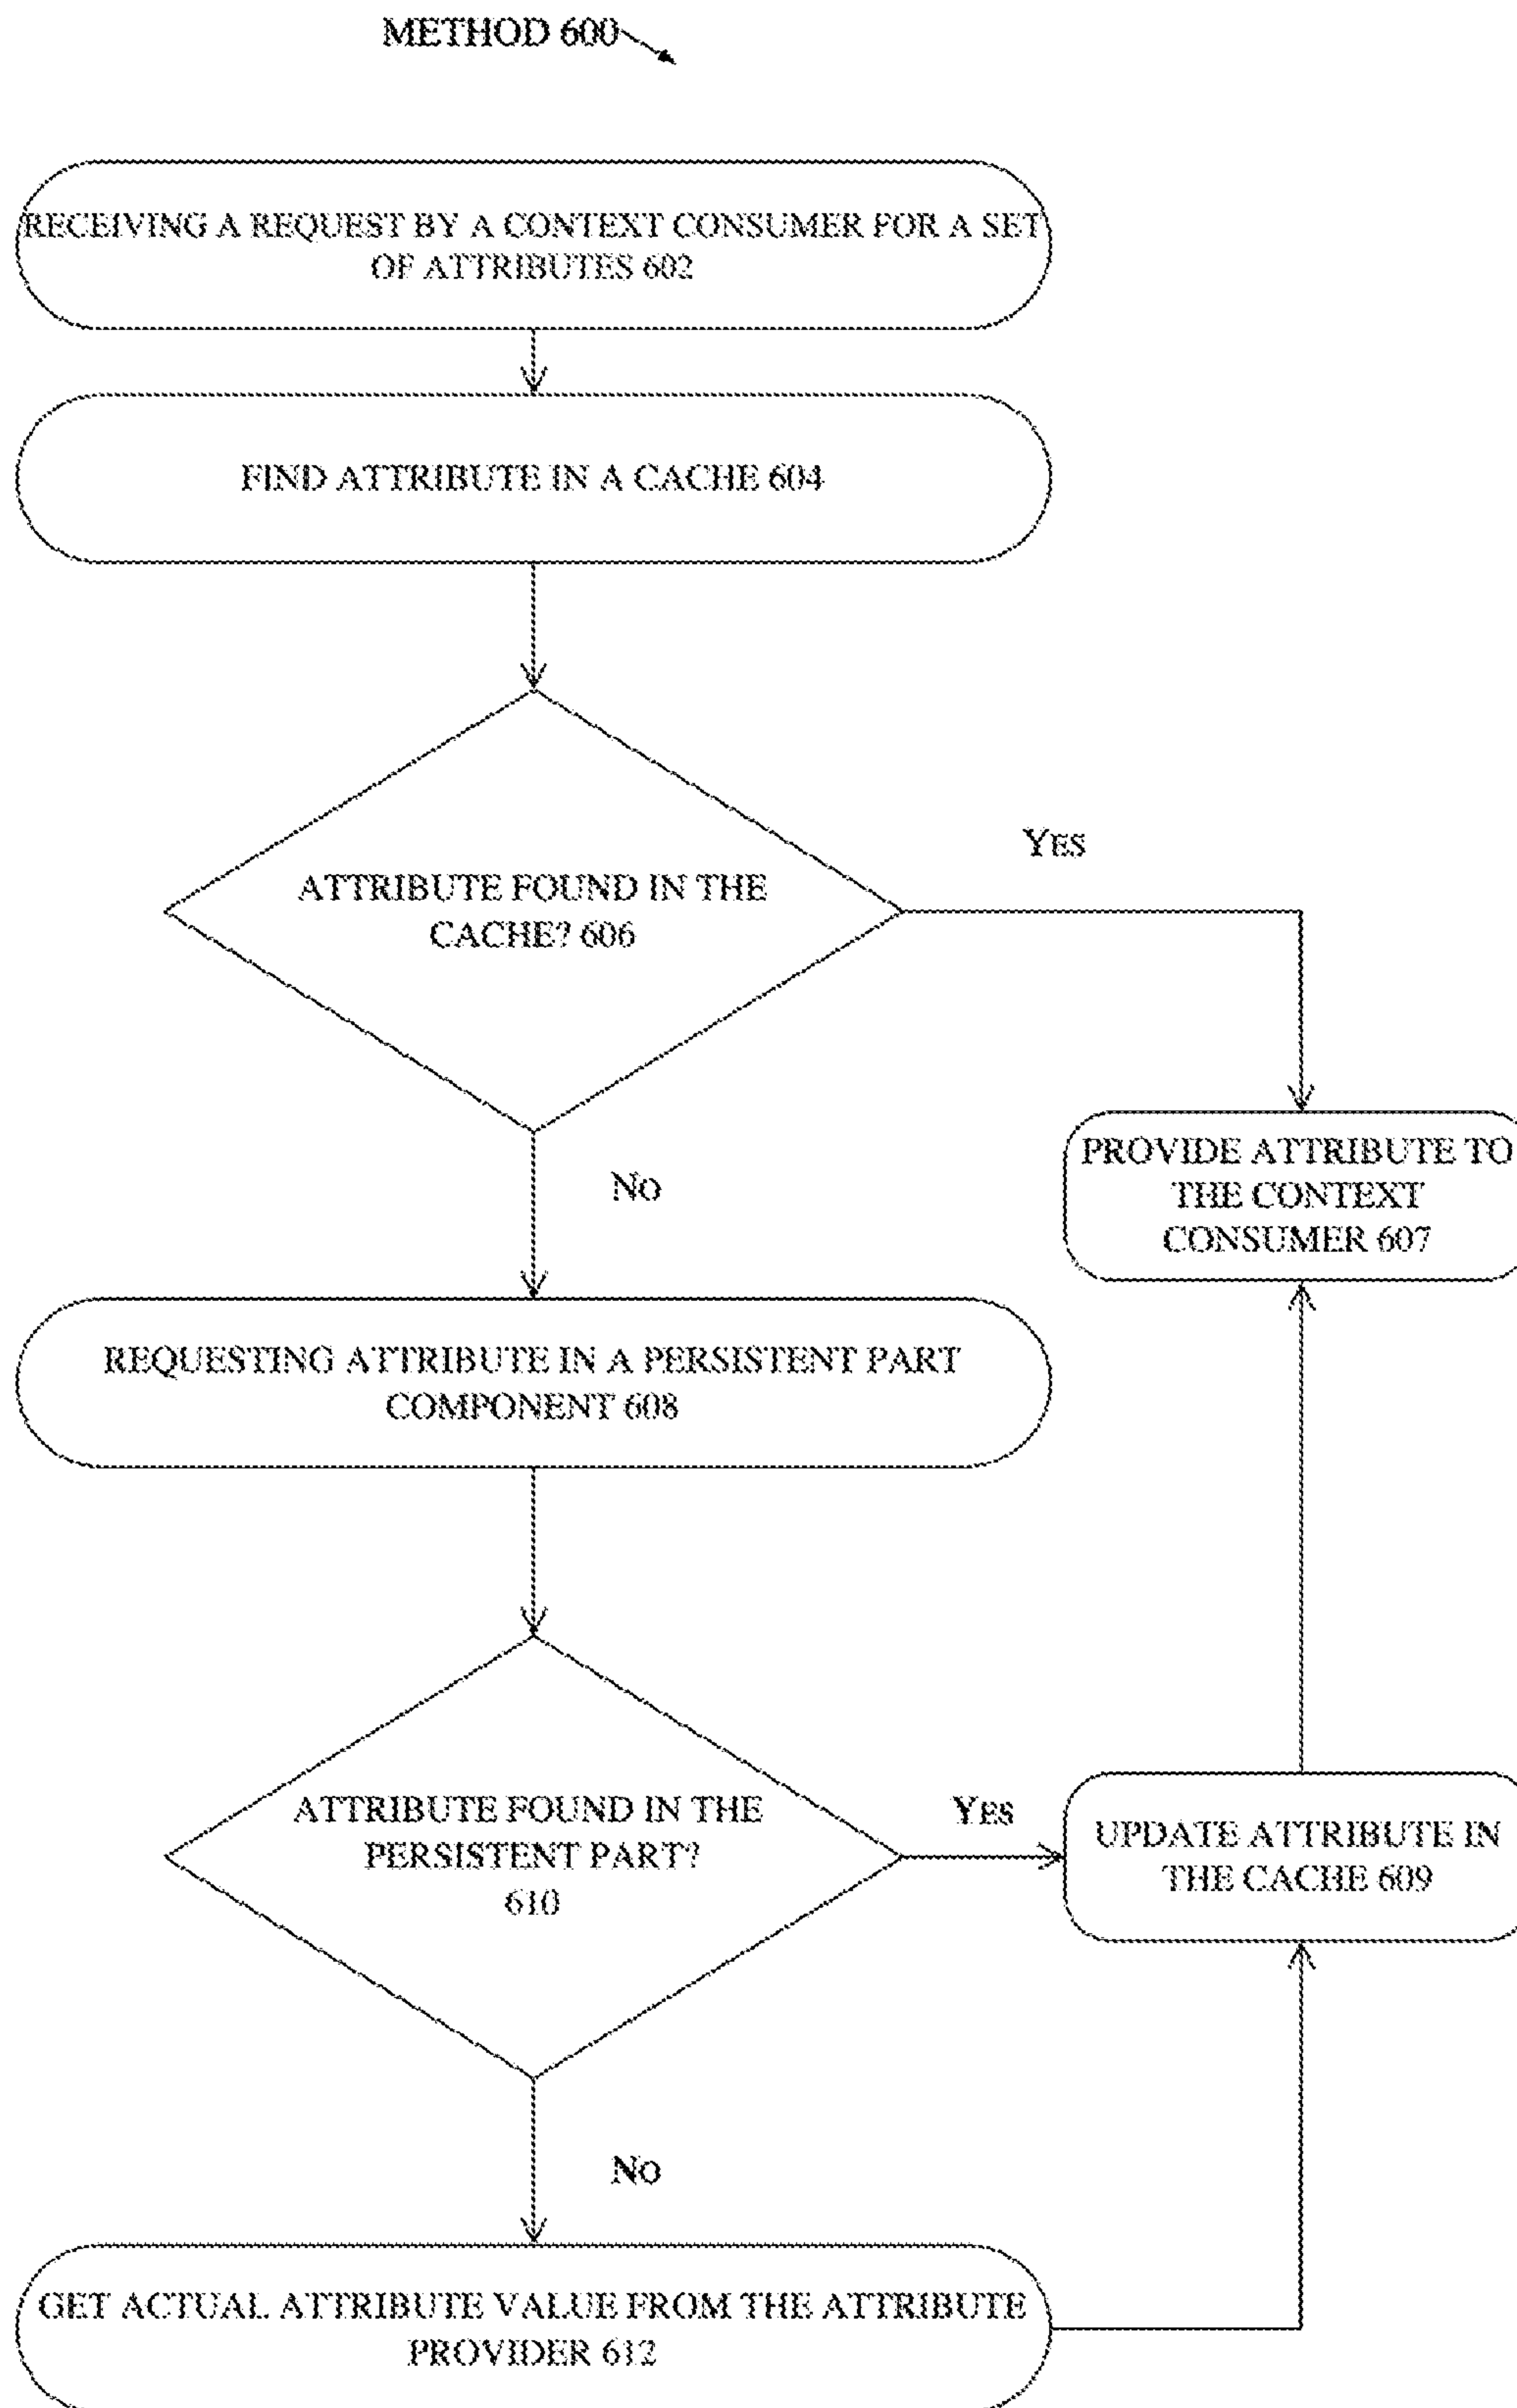 METHOD 600
RECEIVING A REQUEST BY A CONTEXT CONSUMER FOR A SET
OF ATTRIBUTES 602
FIND ATTRIBUTE IN A CACHE 604
ATTRIBUTE FOUND IN THE
CACHE? 606
YES
NO
PROVIDE ATTRIBUTE TO
THE CONTEXT
CONSUMER 607
REQUESTING ATTRIBUTE IN A PERSISTENT PART
COMPONENT 608
ATTRIBUTE FOUND IN THE
PERSISTENT PART?
610
YES
UPDATE ATTRIBUTE IN
THE CACHE 609
NO
GET ACTUAL ATTRIBUTE VALUE FROM THE ATTRIBUTE
PROVIDER 612